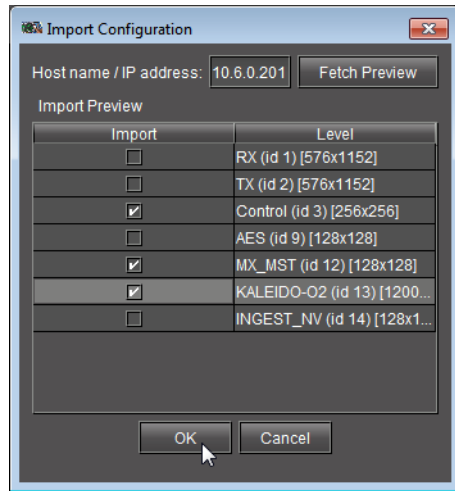 Import Configuration
Host name / IP address: 10.6.0.201 Fetch Preview
Import Preview
Import Level
RX (id 1) [576x1152]
TX (id 2) [576x1152]
Control (id 3) [256x256]
AES (id 9) [128x128]
MX_MST (id 12) [128x128]
KALEIDO-O2 (id 13) [1200...
INGEST_NV (id 14) [128x1...
OK Cancel